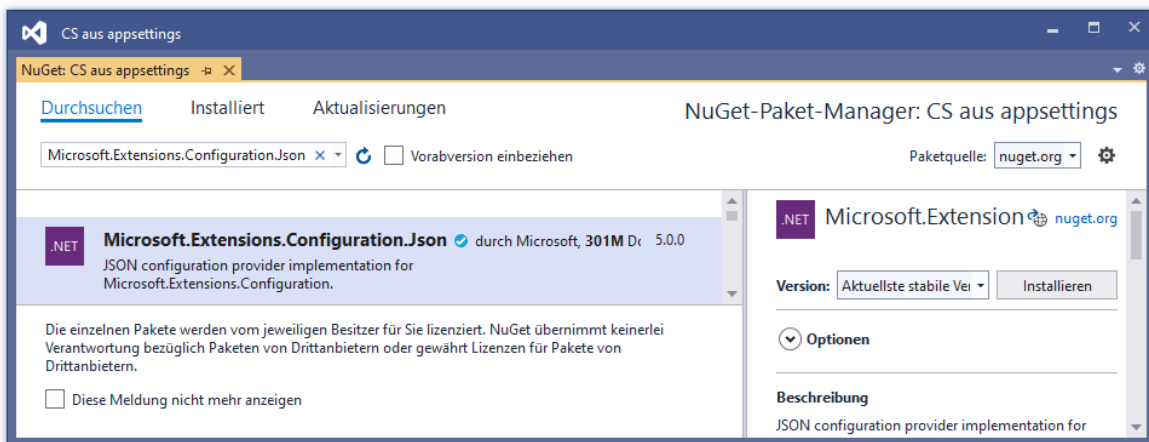 CS aus appsettings
NuGet: CS aus appsettings
Durchsuchen Installiert Aktualisierungen
NuGet-Paket-Manager: CS aus appsettings
Microsoft.Extensions.Configuration.Json
Vorabversion einbeziehen
Paketquelle: nuget.org
.NET
Microsoft.Extensions.Configuration.Json durch Microsoft, 301M 5.0.0
JSON configuration provider implementation for
Microsoft.Extensions.Configuration.
Die einzelnen Pakete werden vom jeweiligen Besitzer für Sie lizenziert. NuGet übernimmt keinerlei
Verantwortung bezüglich Paketen von Drittanbietern oder gewährt Lizenzen für Pakete von
Drittanbietern.
Diese Meldung nicht mehr anzeigen
.NET
Microsoft.Extension nuget.org
Version: Aktuellste stabile Installieren
Optionen
Beschreibung
JSON configuration provider implementation for